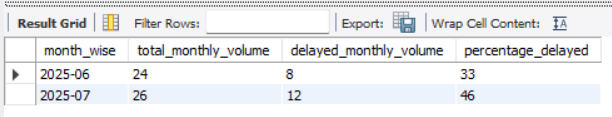 Result Grid Filter Rows: Export: Wrap Cell Content: IA
month_wise total_monthly_volume delayed_monthly_volume percentage_delayed
2025-06 24 8 33
2025-07 26 12 46